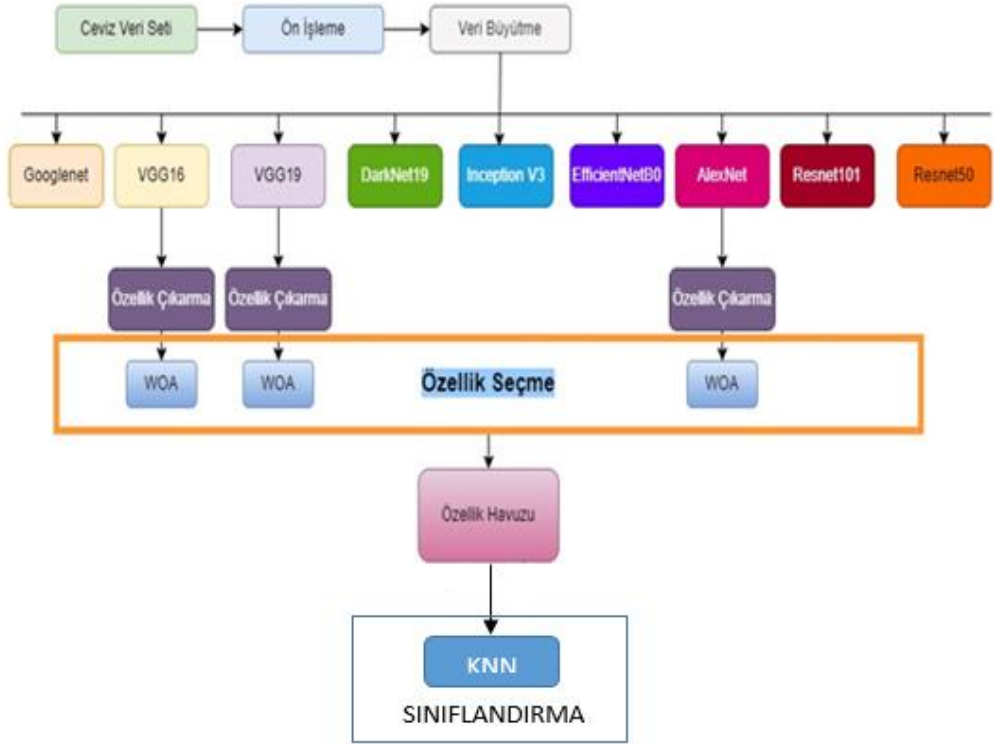 Ceviz Veri Seti
Ön İşleme
Veri Büyütme
Googlenet
VGG16
VGG19
DarkNet19
Inception V3
EfficientNetB0
AlexNet
Resnet101
Resnet50
Özellik Çıkarma
Özellik Çıkarma
Özellik Çıkarma
WOA
WOA
Özellik Seçme
WOA
Özellik Havuzu
KNN
SINIFLANDIRMA